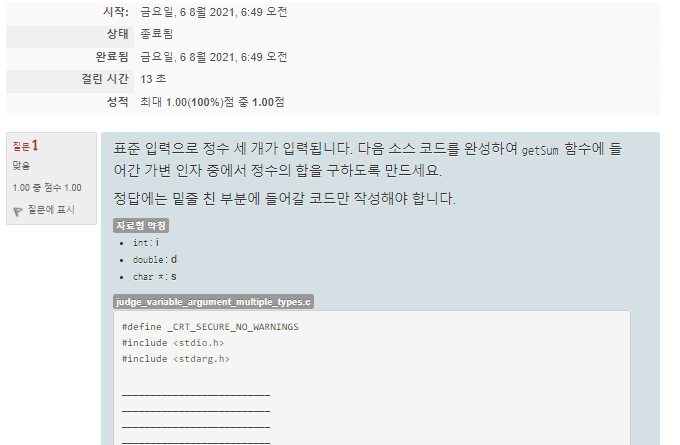 시작: 금요일, 6 8월 2021, 6:49 오전
상태 종료됨
완료됨 금요일, 6 8월 2021, 6:49 오전
걸린 시간 13 초
성적 최대 1.00(100%)점 중 1.00점
질문 1
맞음
1.00 중 점수 1.00
질문에 표시
표준 입력으로 정수 세 개가 입력됩니다. 다음 소스 코드를 완성하여 getSum 함수에 들
어간 가변 인자 중에서 정수의 합을 구하도록 만드세요.
정답에는 밑줄 친 부분에 들어갈 코드만 작성해야 합니다.
자료형 약칭
• int: i
• double: d
• char *: s
judge_variable_argument_multiple_types.c
#define _CRT_SECURE_NO_WARNINGS
#include <stdio.h>
#include <stdarg.h>
_________________________
_________________________
_________________________
_________________________